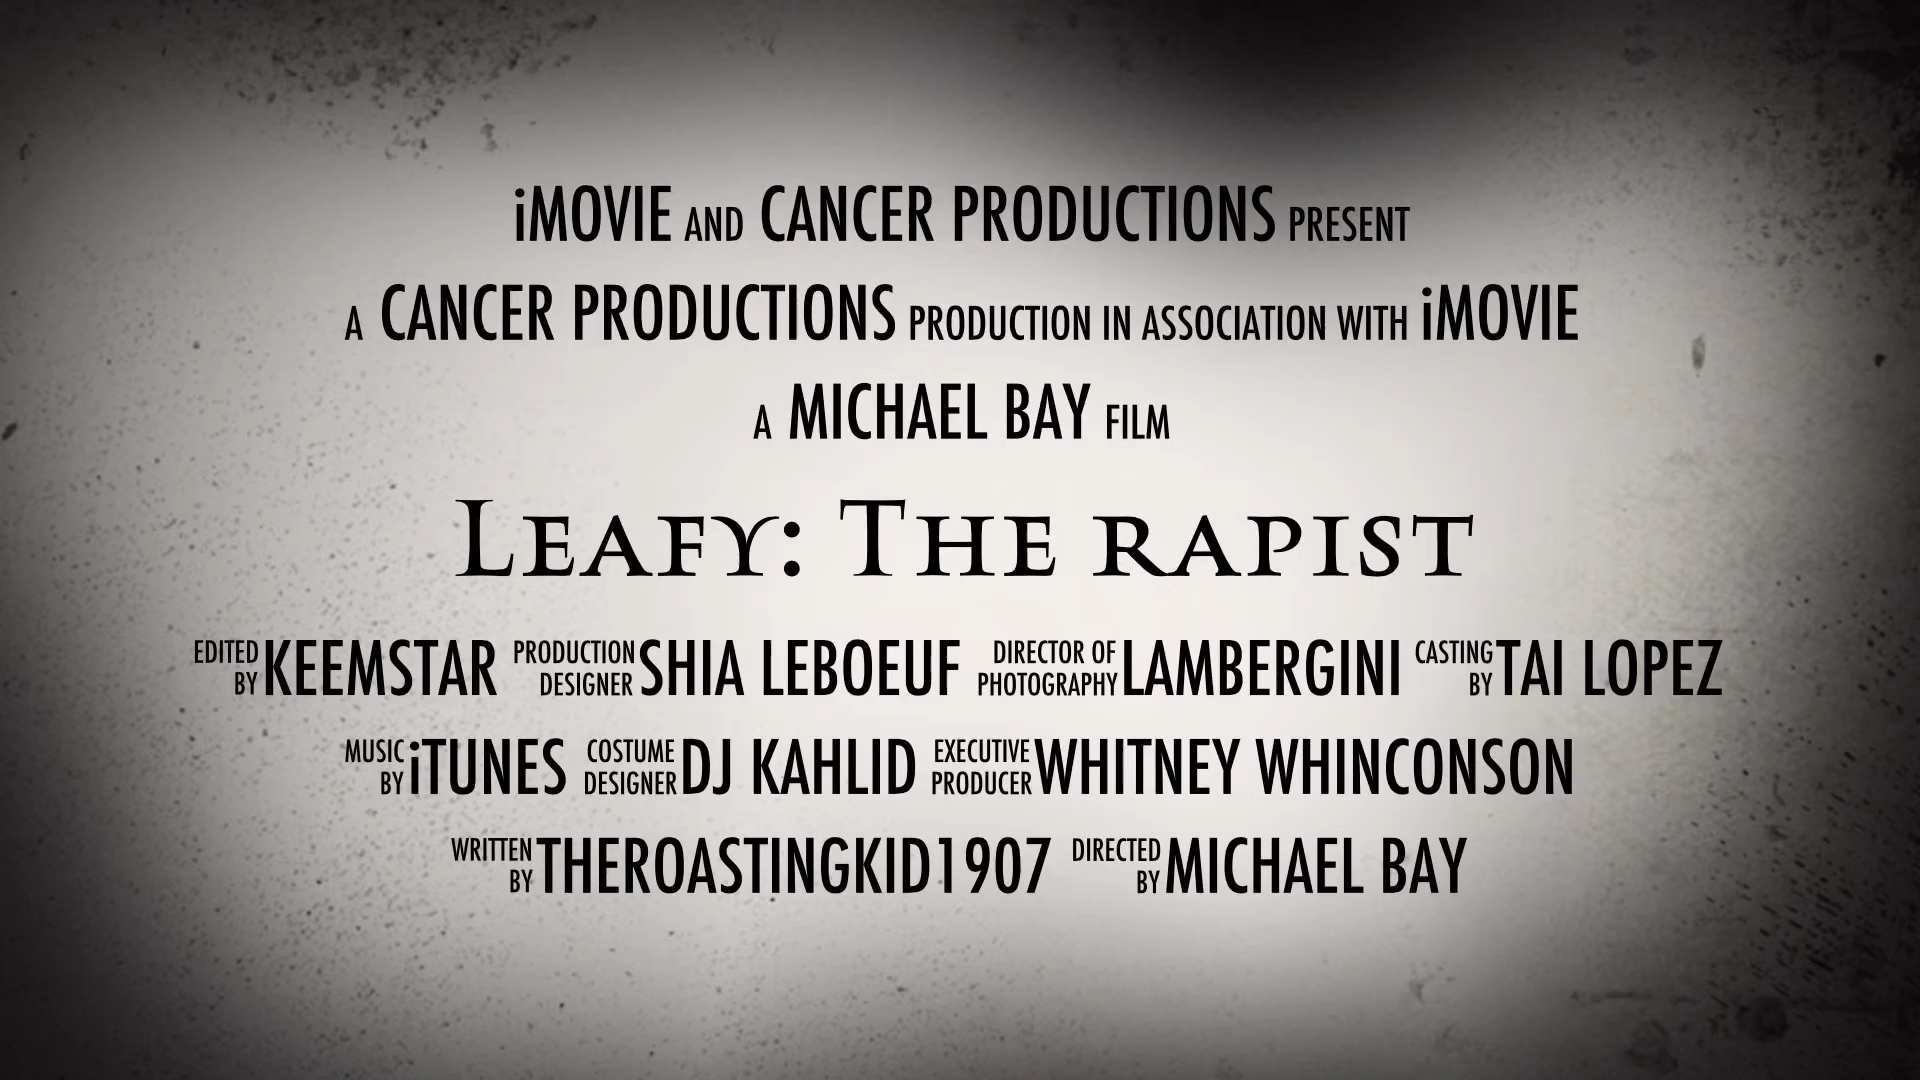 iMOVIE AND CANCER PRODUCTIONS PRESENT
A CANCER PRODUCTIONS PRODUCTION IN ASSOCIATION WITH iMOVIE
A MICHAEL BAY FILM
LEAFY: THE RAPIST
EDITED BY KEEMSTAR PRODUCTION DESIGNER SHIA LEBOEUF DIRECTOR OF PHOTOGRAPHY LAMBERGINI CASTING BY TAI LOPEZ
MUSIC BY iTUNES COSTUME DESIGNER DJ KAHLID EXECUTIVE PRODUCER WHITNEY WHINCONSON
WRITTEN BY THEROASTINGKID1907 DIRECTED BY MICHAEL BAY